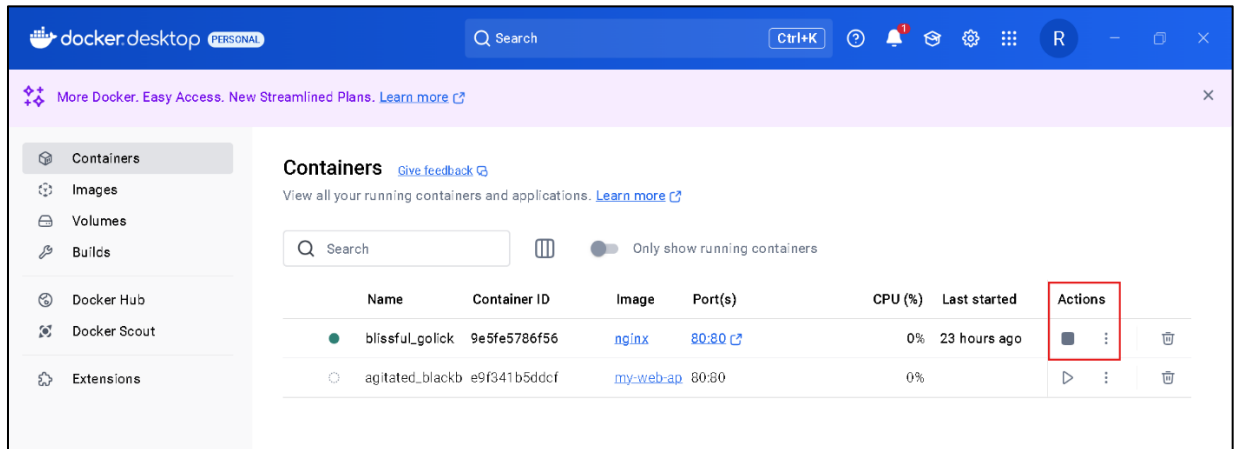 docker desktop PERSONAL Search Ctrl+K 1 R
More Docker. Easy Access. New Streamlined Plans. Learn more
Containers
Images
Volumes
Builds
Docker Hub
Docker Scout
Extensions
Containers Give feedback
View all your running containers and applications. Learn more
Search Only show running containers
Name Container ID Image Port(s) CPU (%) Last started Actions
blissful_golick 9e5fe5786f56 nginx 80:80 0% 23 hours ago
agitated_blackb e9f341b5ddcf my-web-ap 80:80 0%